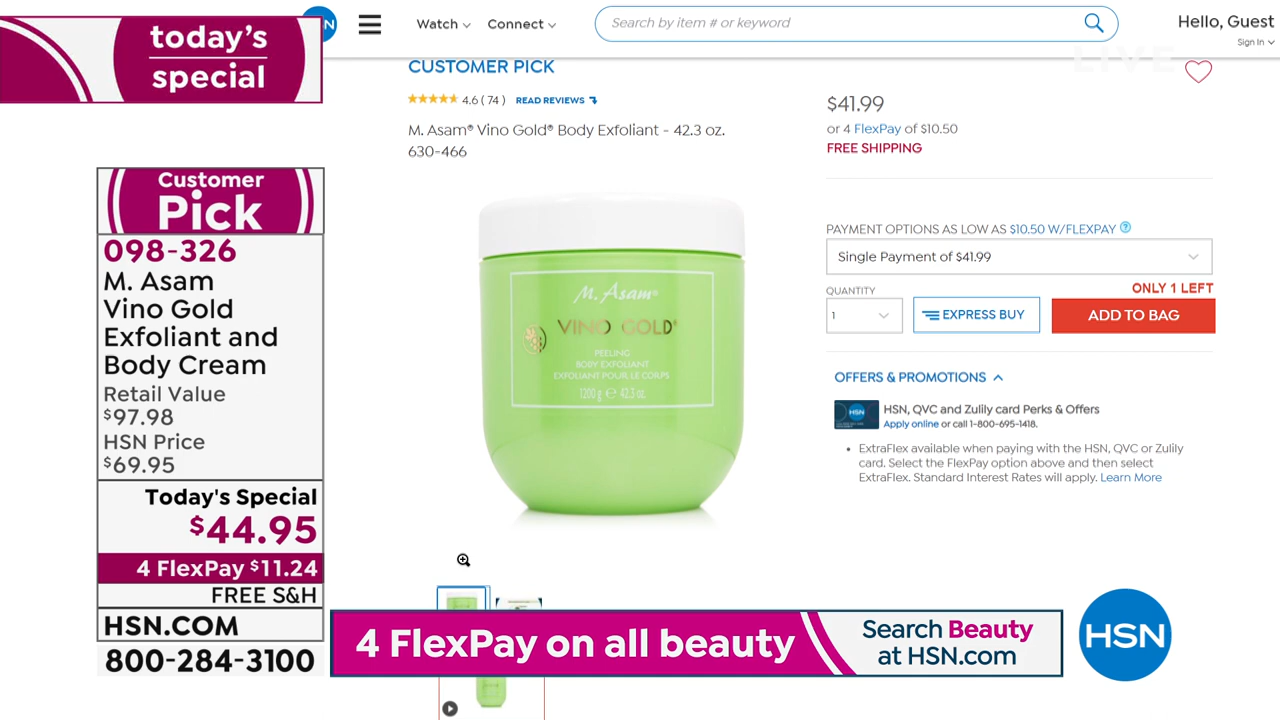 today's
special
HSN
Watch
Connect
Search by item # or keyword
Hello, Guest
Sign In
LIVE
CUSTOMER PICK
4.6 ( 74 ) READ REVIEWS
M. Asam® Vino Gold® Body Exfoliant - 42.3 oz.
630-466
$41.99
or 4 FlexPay of $10.50
FREE SHIPPING
PAYMENT OPTIONS AS LOW AS $10.50 W/FLEXPAY ?
Single Payment of $41.99
ONLY 1 LEFT
QUANTITY
1
EXPRESS BUY
ADD TO BAG
OFFERS & PROMOTIONS
HSN
HSN, QVC and Zulily card Perks & Offers
Apply online or call 1-800-695-1418.
• ExtraFlex available when paying with the HSN, QVC or Zulily
card. Select the FlexPay option above and then select
ExtraFlex. Standard Interest Rates will apply. Learn More
M. Asam®
VINO GOLD®
PEELING
BODY EXFOLIANT
EXFOLIANT POUR LE CORPS
1200 g ℮ 42.3 oz.
Customer
Pick
098-326
M. Asam
Vino Gold
Exfoliant and
Body Cream
Retail Value
$97.98
HSN Price
$69.95
Today's Special
$44.95
4 FlexPay $11.24
FREE S&H
HSN.COM
800-284-3100
4 FlexPay on all beauty
Search Beauty
at HSN.com
HSN